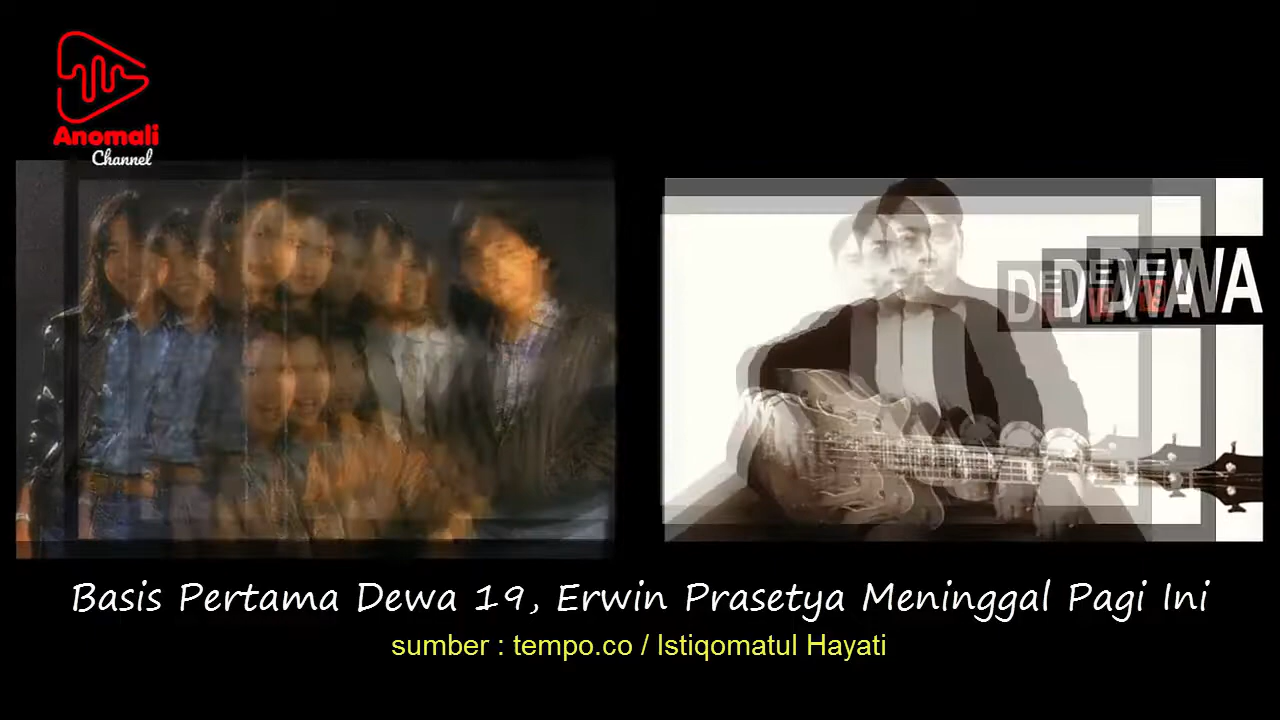 Anomali
Channel
DEWA
Basis Pertama Dewa 19, Erwin Prasetya Meninggal Pagi Ini
sumber : tempo.co / Istiqomatul Hayati